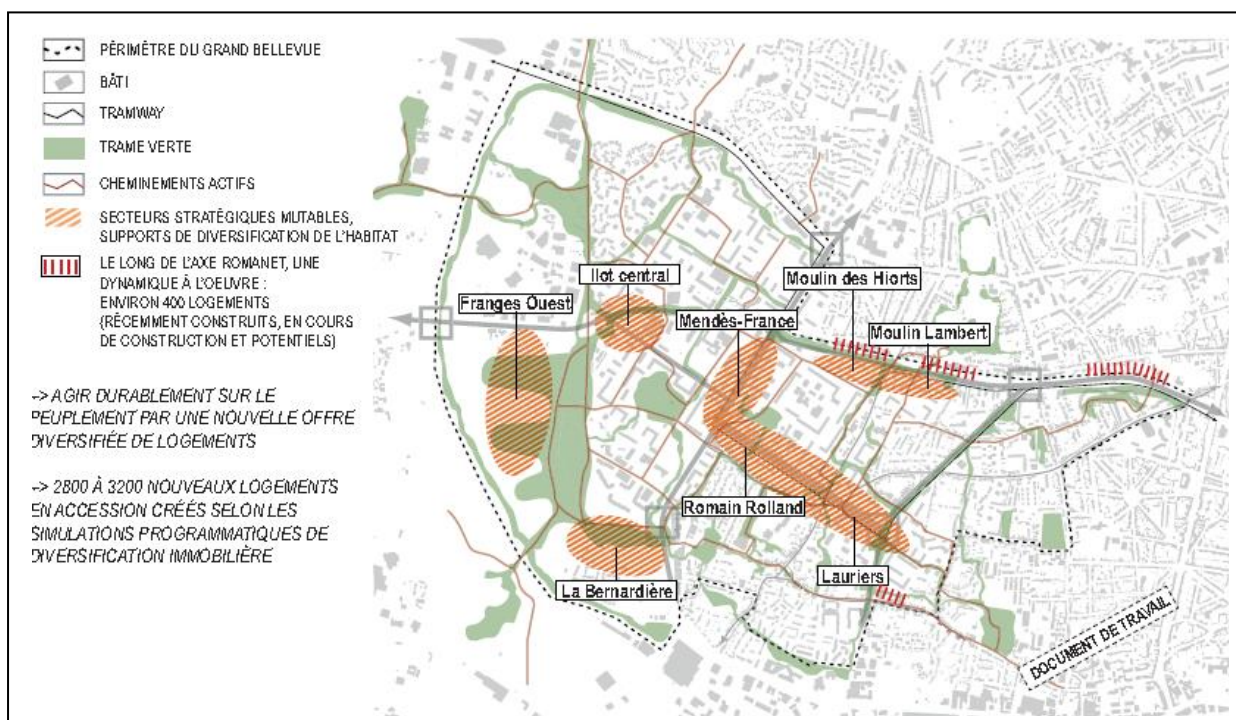 PÉRIMÈTRE DU GRAND BELLEVUE
BÂTI
TRAMWAY
TRAME VERTE
CHEMINEMENTS ACTIFS
SECTEURS STRATÉGIQUES MUTABLES,
SUPPORTS DE DIVERSIFICATION DE L'HABITAT
LE LONG DE L'AXE ROMANET, UNE
DYNAMIQUE À L'OEUVRE :
ENVIRON 400 LOGEMENTS
(RÉCEMMENT CONSTRUITS, EN COURS
DE CONSTRUCTION ET POTENTIELS)
-> AGIR DURABLEMENT SUR LE
PEUPLEMENT PAR UNE NOUVELLE OFFRE
DIVERSIFIÉE DE LOGEMENTS
-> 2800 À 3200 NOUVEAUX LOGEMENTS
EN ACCESSION CRÉÉS SELON LES
SIMULATIONS PROGRAMMATIQUES DE
DIVERSIFICATION IMMOBILIÈRE
Ilot central
Moulin des Hiorts
Franges Ouest
Mendès-France
Moulin Lambert
Romain Rolland
Lauriers
La Bernardière
DOCUMENT DE TRAVAIL